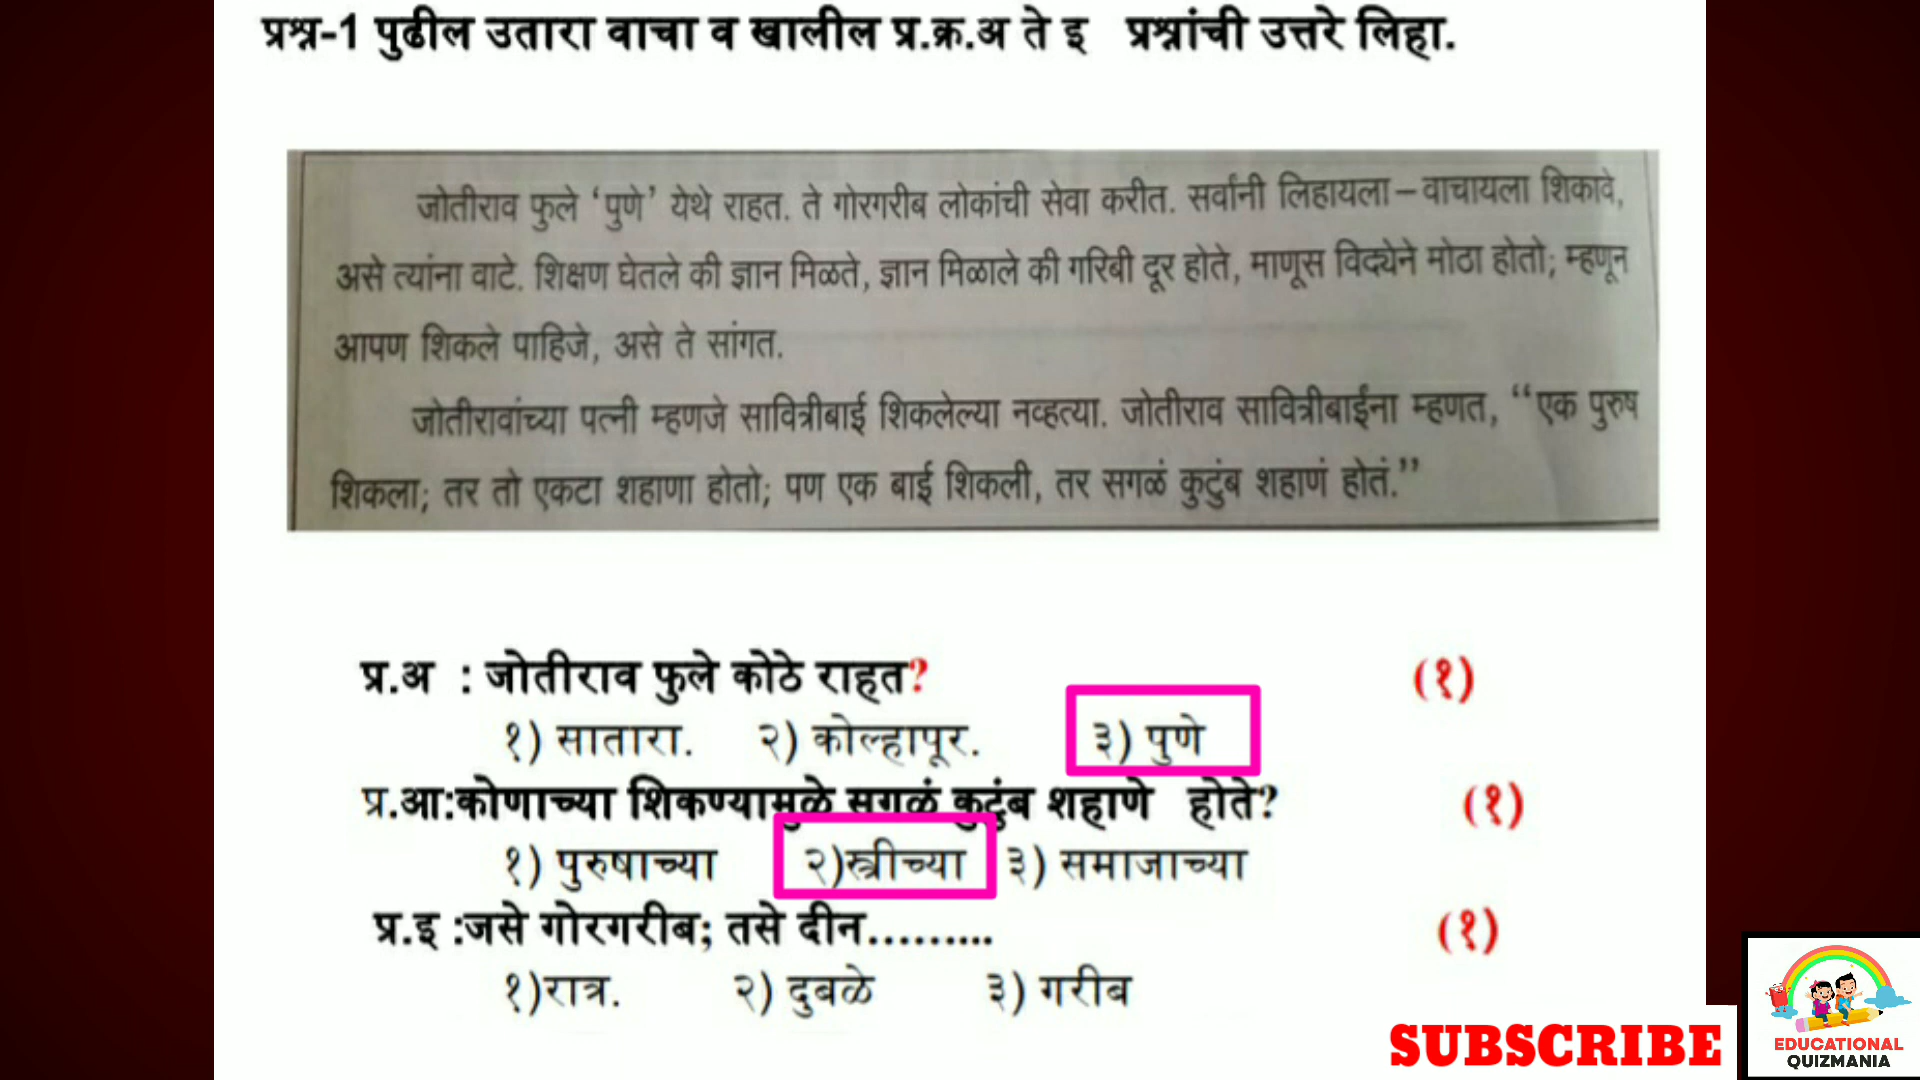 प्रश्न-1 पुढील उतारा वाचा व खालील प्र.क्र.अ ते इ प्रश्नांची उत्तरे लिहा.
जोतीराव फुले ‘पुणे’ येथे राहत. ते गोरगरीब लोकांची सेवा करीत. सर्वांनी लिहायला–वाचायला शिकावे,
असे त्यांना वाटे. शिक्षण घेतले की ज्ञान मिळते, ज्ञान मिळाले की गरिबी दूर होते, माणूस विद्येने मोठा होतो; म्हणून
आपण शिकले पाहिजे, असे ते सांगत.
जोतीरावांच्या पत्नी म्हणजे सावित्रीबाई शिकलेल्या नव्हत्या. जोतीराव सावित्रीबाईंना म्हणत, “एक पुरुष
शिकला; तर तो एकटा शहाणा होतो; पण एक बाई शिकली, तर सगळं कुटुंब शहाणं होतं.”
प्र.अ : जोतीराव फुले कोठे राहत? (१)
१) सातारा. २) कोल्हापूर. ३) पुणे
प्र.आ:कोणाच्या शिकण्यामुळे सगळं कुटुंब शहाणे होते? (१)
१) पुरुषाच्या २)स्त्रीच्या ३) समाजाच्या
प्र.इ :जसे गोरगरीब; तसे दीन......... (१)
१)रात्र. २) दुबळे ३) गरीब
SUBSCRIBE
EDUCATIONAL
QUIZMANIA